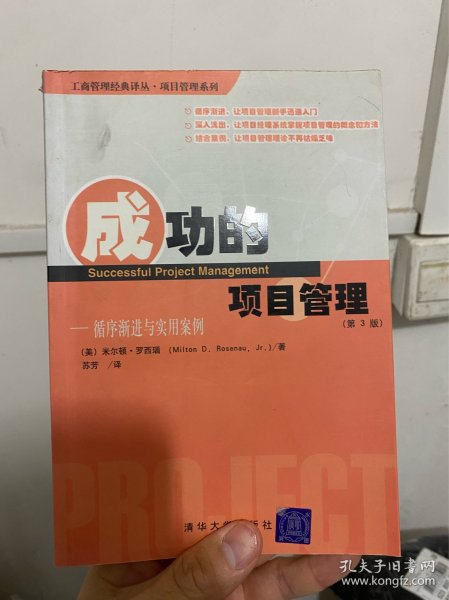 工商管理经典译丛·项目管理系列
循序渐进,让项目管理新手迅速入门
深入浅出,让项目经理系统掌握项目管理的概念和方法
结合案例,让项目管理理论不再枯燥乏味
成功的
Successful Project Management
项目管理
(第3版)
—循序渐进与实用案例
(美) 米尔顿·罗西瑙 (Milton D. Rosenau, Jr.)/著
苏芳 /译
PROJECT
清华大学出版社
孔夫子旧书网
www.kongfz.com